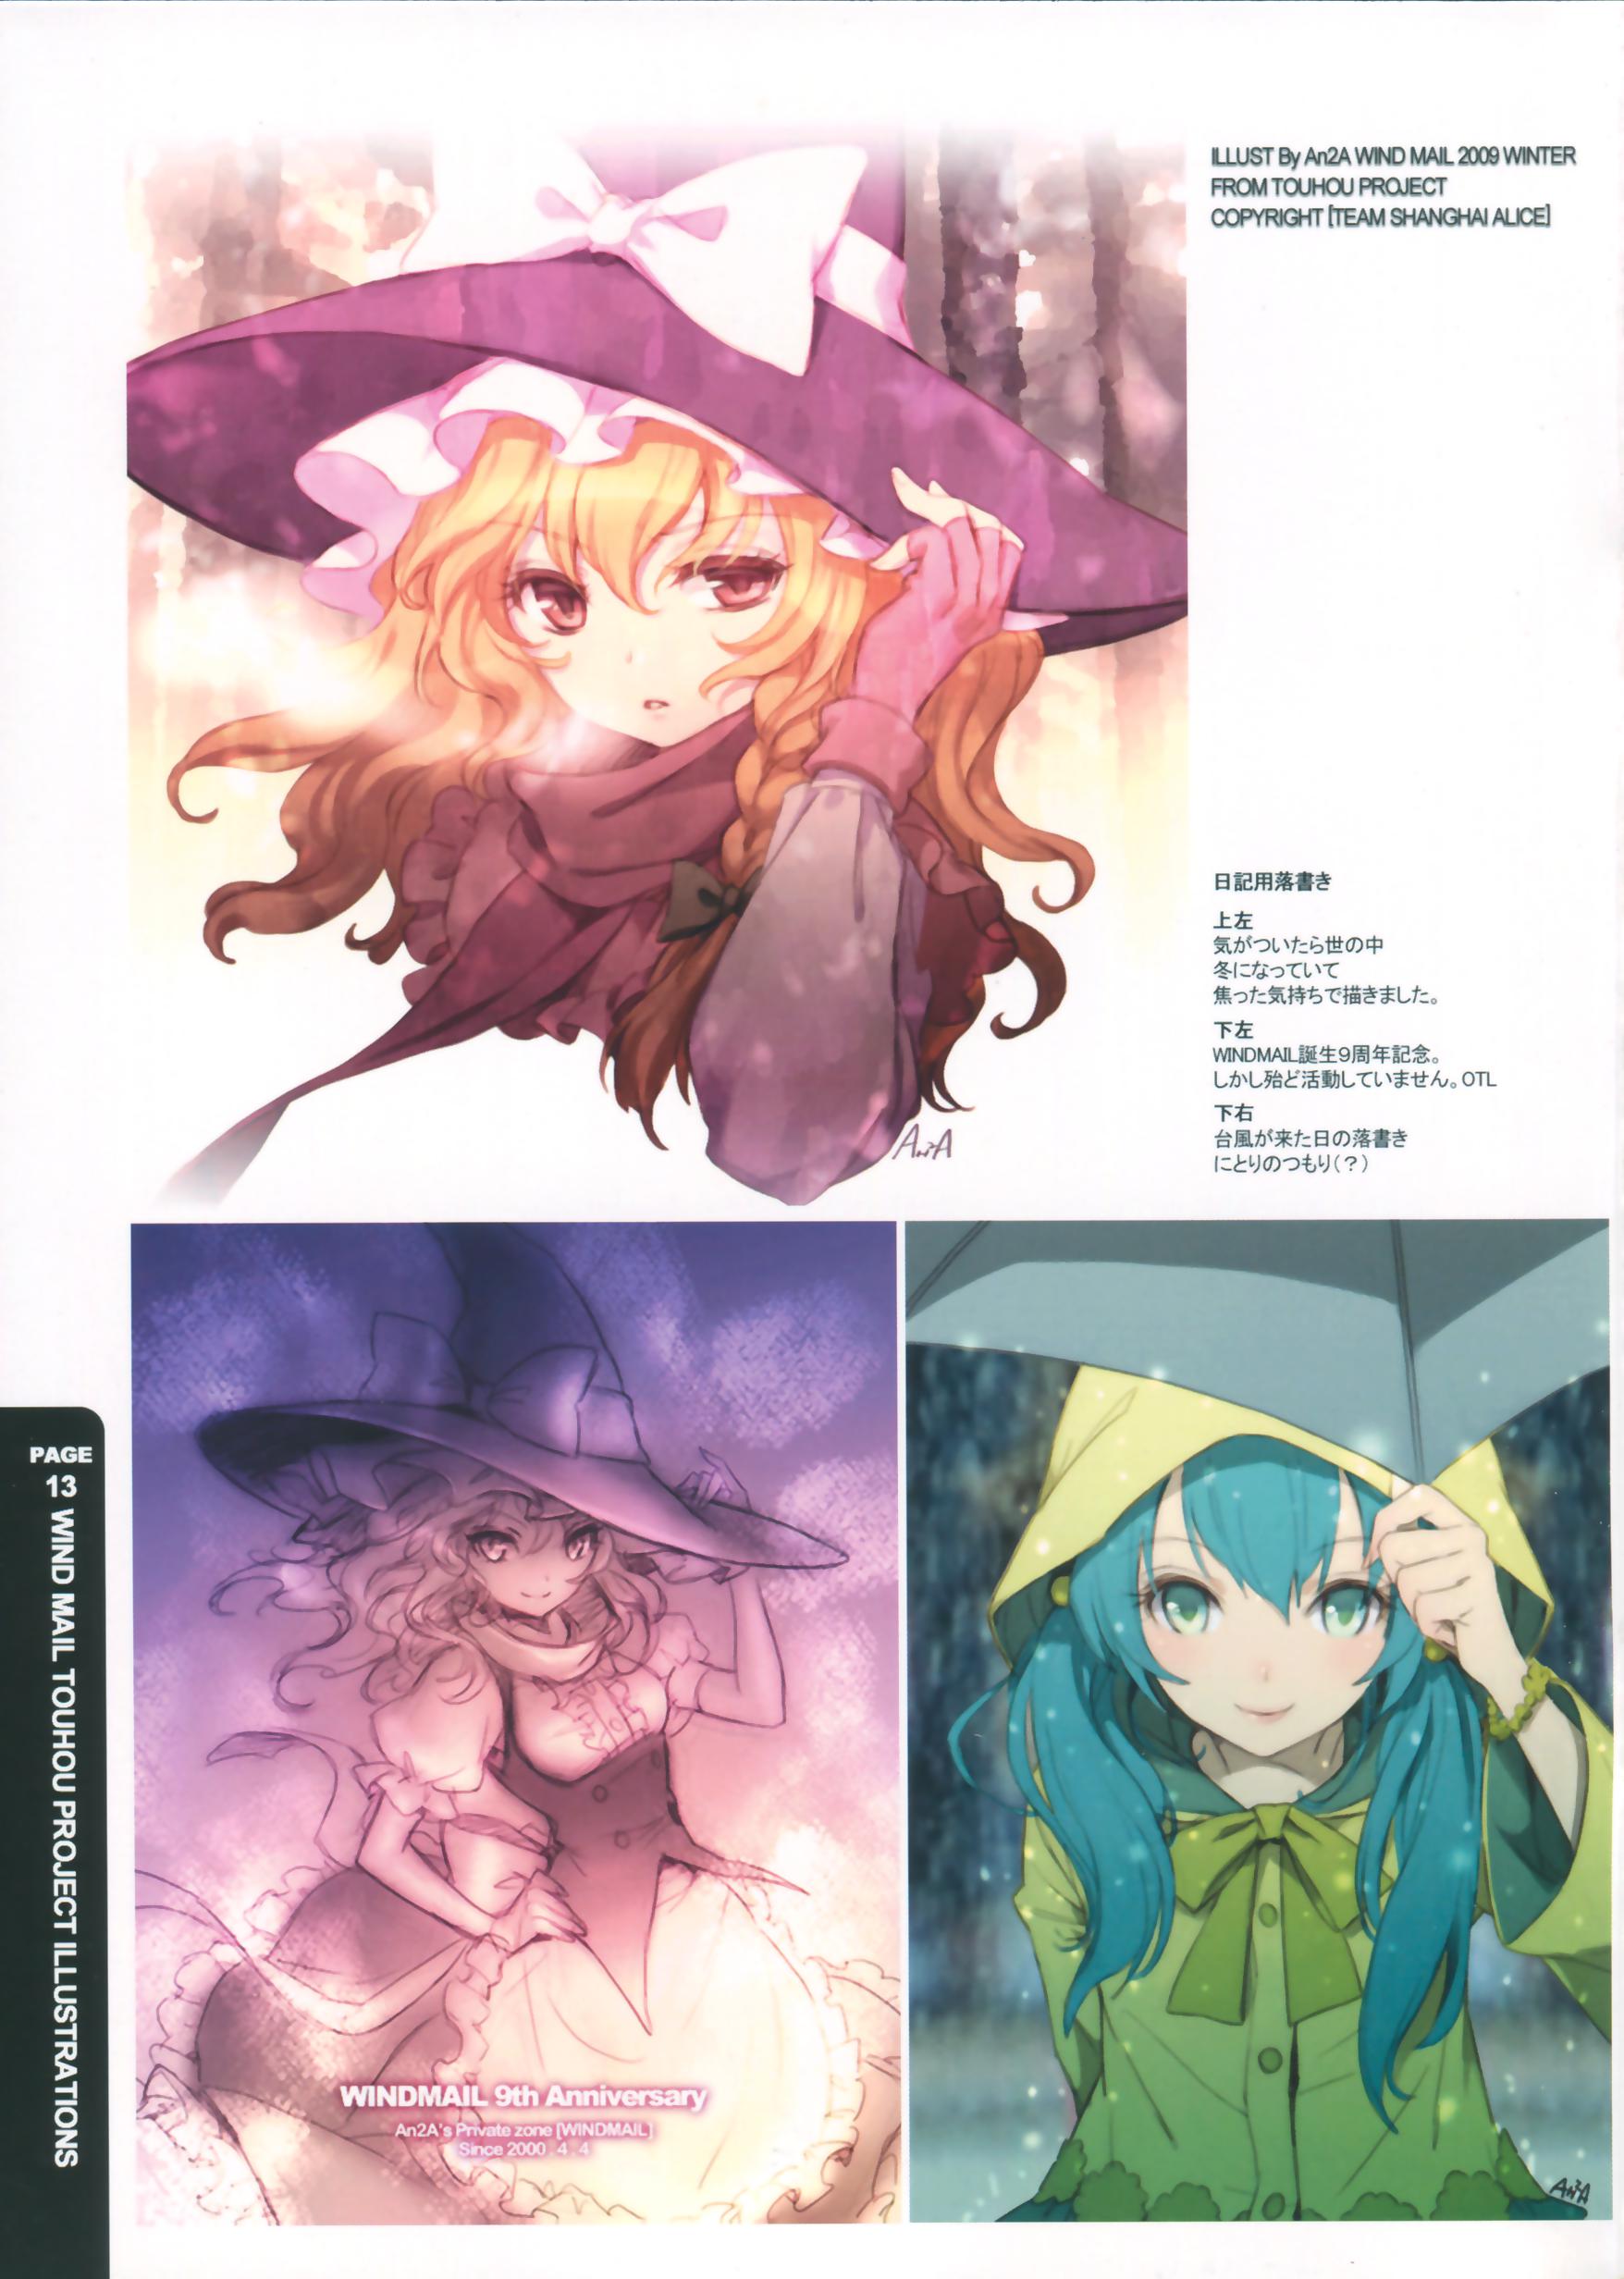 ILLUST By An2A WIND MAIL 2009 WINTER
FROM TOUHOU PROJECT
COPYRIGHT [TEAM SHANGHAI ALICE]
日記用落書き
上左
気がついたら世の中
冬になっていて
焦った気持ちで描きました。
下左
WINDMAIL誕生9周年記念。
しかし殆ど活動していません。OTL
下右
台風が来た日の落書き
にとりのつもり(？)
An2A
WINDMAIL 9th Anniversary
An2A's Private zone [WINDMAIL]
Since 2000 . 4 . 4
An2A
PAGE
13
WIND MAIL TOUHOU PROJECT ILLUSTRATIONS